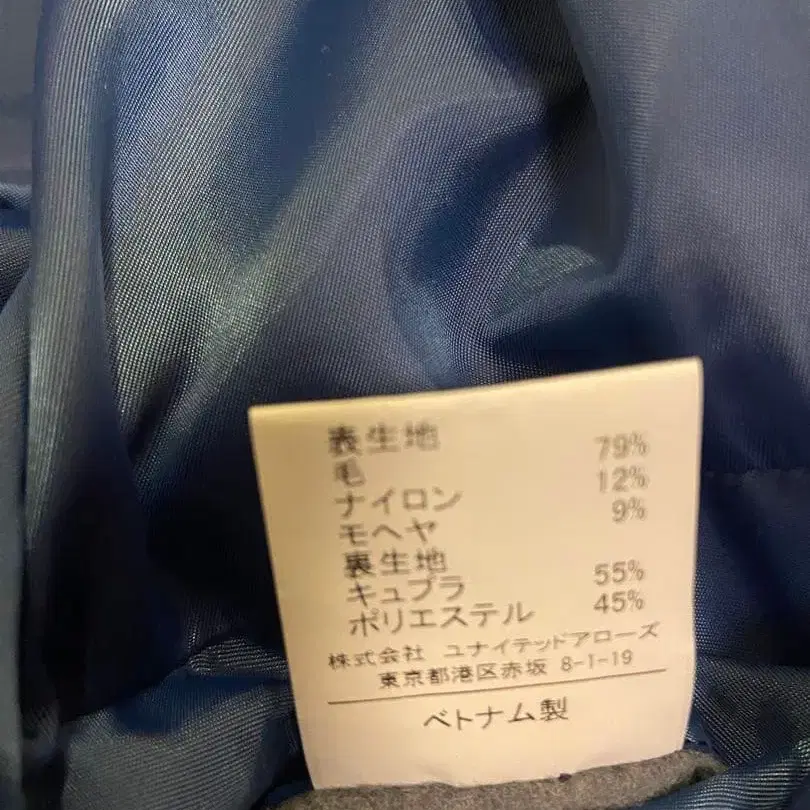 表生地
毛 79%
ナイロン 12%
モヘヤ 9%
裏生地
キュプラ 55%
ポリエステル 45%
株式会社 ユナイテッドアローズ
東京都港区赤坂 8-1-19
ベトナム製